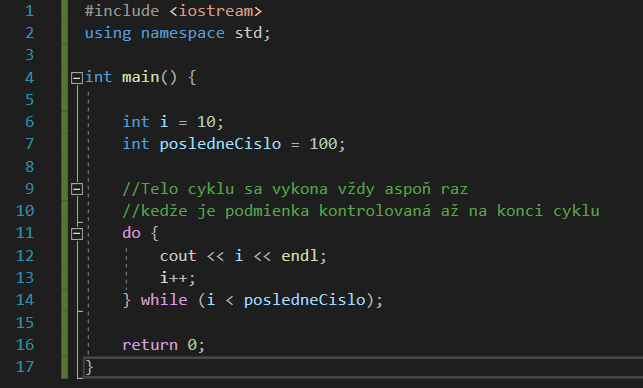 1 #include <iostream>
2 using namespace std;
3
4 int main() {
5
6 int i = 10;
7 int posledneCislo = 100;
8
9 //Telo cyklu sa vykona vždy aspoň raz
10 //kedže je podmienka kontrolovaná až na konci cyklu
11 do {
12 cout << i << endl;
13 i++;
14 } while (i < posledneCislo);
15
16 return 0;
17 }